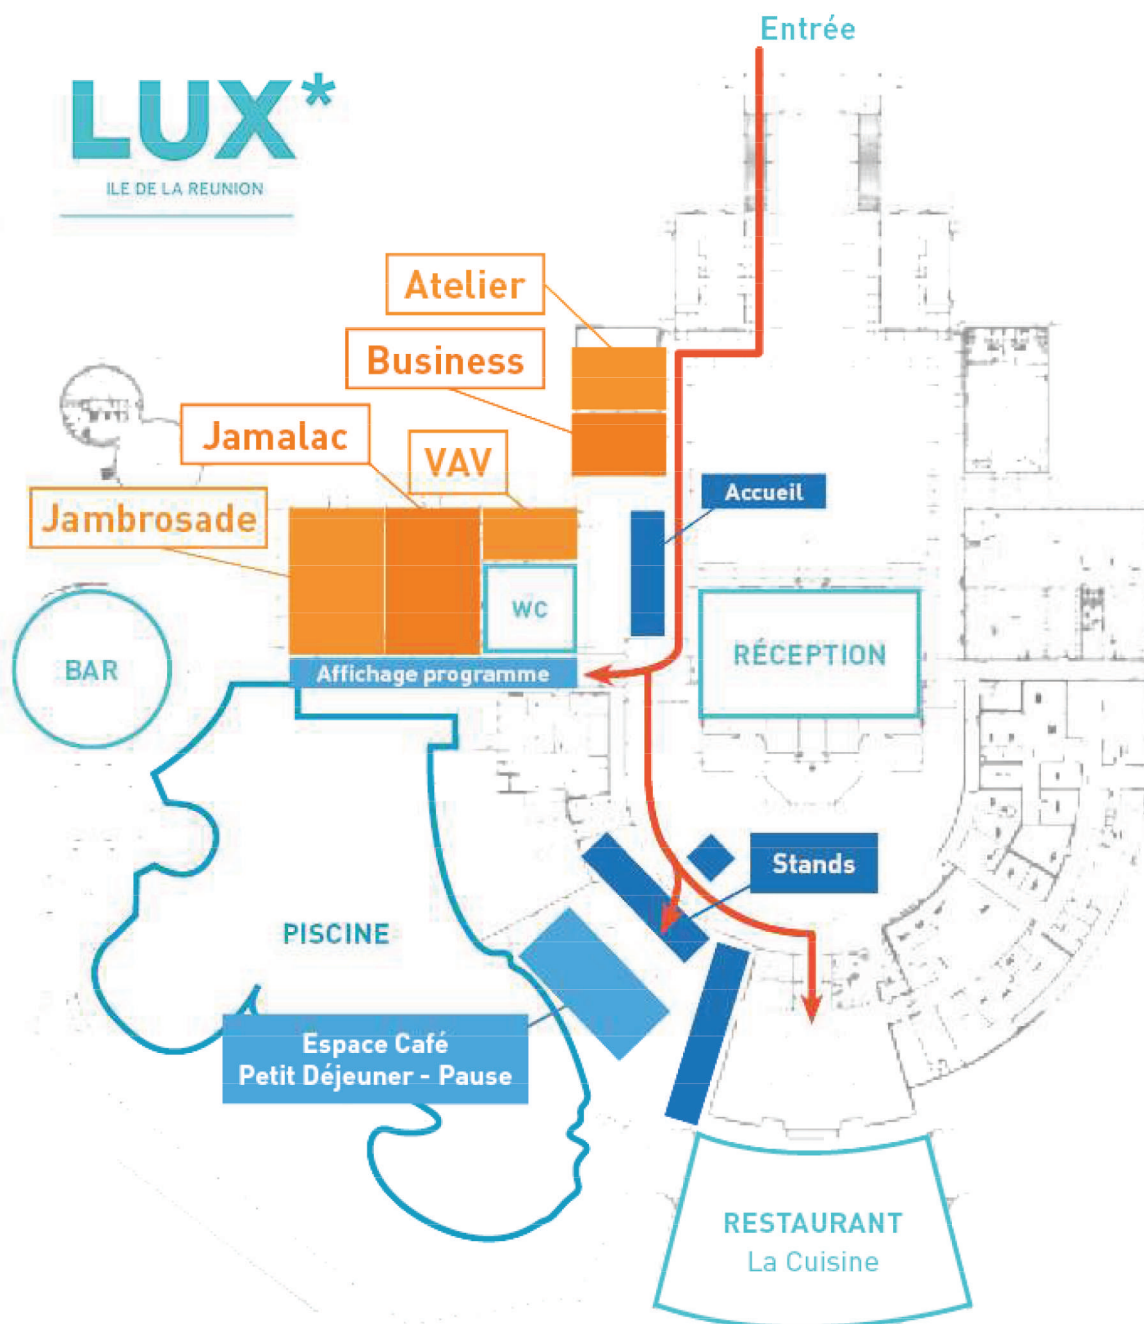 Entrée
LUX*
ILE DE LA REUNION
Atelier
Business
Jamalac
VAV
Accueil
Jambrosade
WC
BAR
RÉCEPTION
Affichage programme
Stands
PISCINE
Espace Café
Petit Déjeuner - Pause
RESTAURANT
La Cuisine